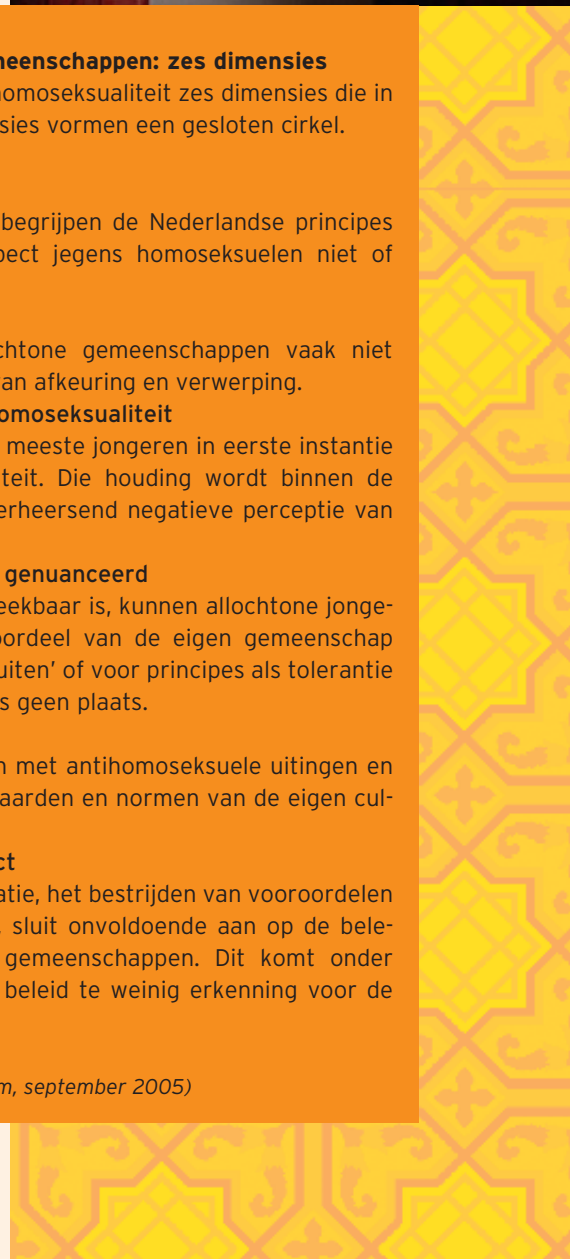 meenschappen: zes dimensies
homoseksualiteit zes dimensies die in
sies vormen een gesloten cirkel.
begrijpen de Nederlandse principes
pect jegens homoseksuelen niet of
chtone gemeenschappen vaak niet
van afkeuring en verwerping.
omoseksualiteit
meeste jongeren in eerste instantie
teit. Die houding wordt binnen de
erheersend negatieve perceptie van
genuanceerd
eekbaar is, kunnen allochtone jonge-
oordeel van de eigen gemeenschap
uiten’ of voor principes als tolerantie
s geen plaats.
n met antihomoseksuele uitingen en
aarden en normen van de eigen cul-
ct
atie, het bestrijden van vooroordelen
sluit onvoldoende aan op de bele-
gemeenschappen. Dit komt onder
beleid te weinig erkenning voor de
m, september 2005)